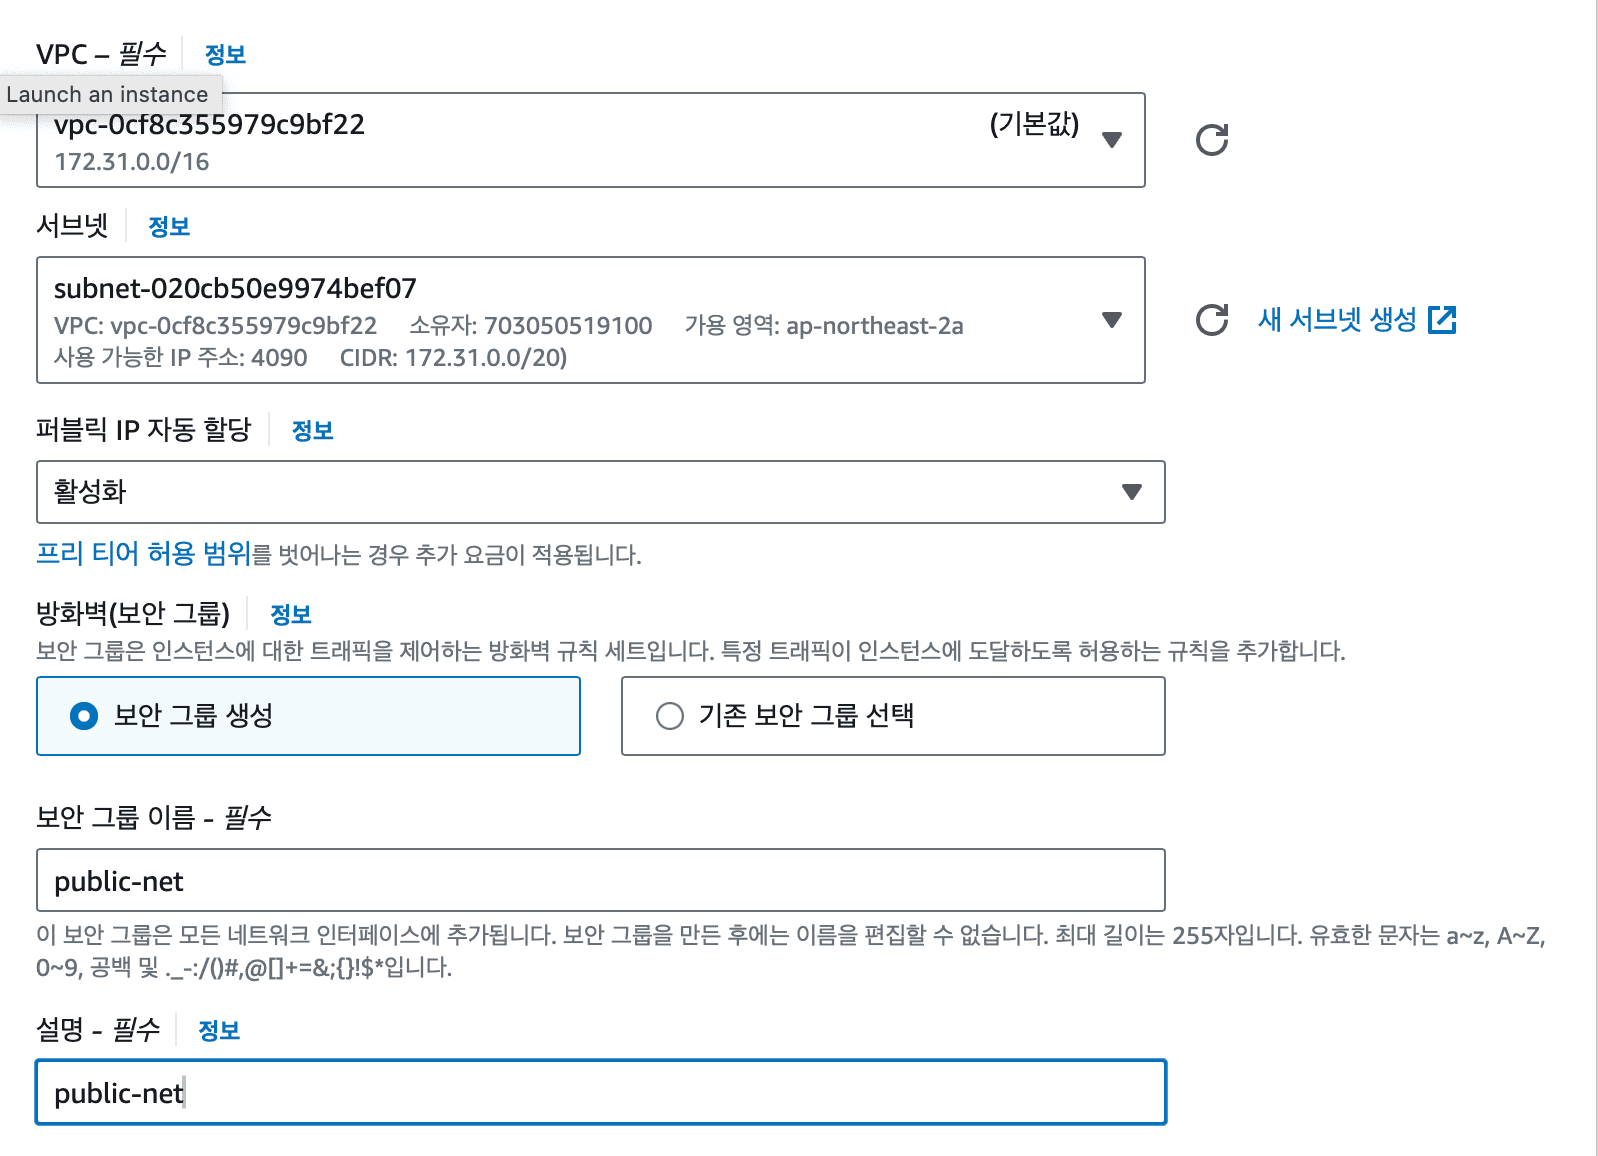 VPC – 필수 정보
Launch an instance
vpc-0cf8c355979c9bf22 (기본값)
172.31.0.0/16
서브넷 정보
subnet-020cb50e9974bef07
VPC: vpc-0cf8c355979c9bf22 소유자: 703050519100 가용 영역: ap-northeast-2a
사용 가능한 IP 주소: 4090 CIDR: 172.31.0.0/20)
새 서브넷 생성
퍼블릭 IP 자동 할당 정보
활성화
프리 티어 허용 범위를 벗어나는 경우 추가 요금이 적용됩니다.
방화벽(보안 그룹) 정보
보안 그룹은 인스턴스에 대한 트래픽을 제어하는 방화벽 규칙 세트입니다. 특정 트래픽이 인스턴스에 도달하도록 허용하는 규칙을 추가합니다.
보안 그룹 생성 기존 보안 그룹 선택
보안 그룹 이름 - 필수
public-net
이 보안 그룹은 모든 네트워크 인터페이스에 추가됩니다. 보안 그룹을 만든 후에는 이름을 편집할 수 없습니다. 최대 길이는 255자입니다. 유효한 문자는 a~z, A~Z,
0~9, 공백 및 ._-:/()#,@[]+=&;{}!$*입니다.
설명 - 필수 정보
public-net